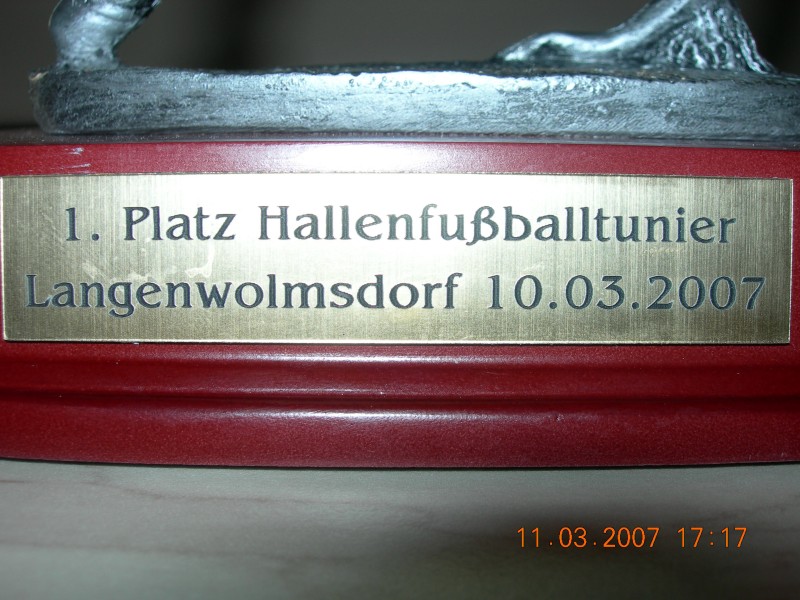 1. Platz Hallenfußballtunier
Langenwolmsdorf 10.03.2007
11.03.2007 17:17